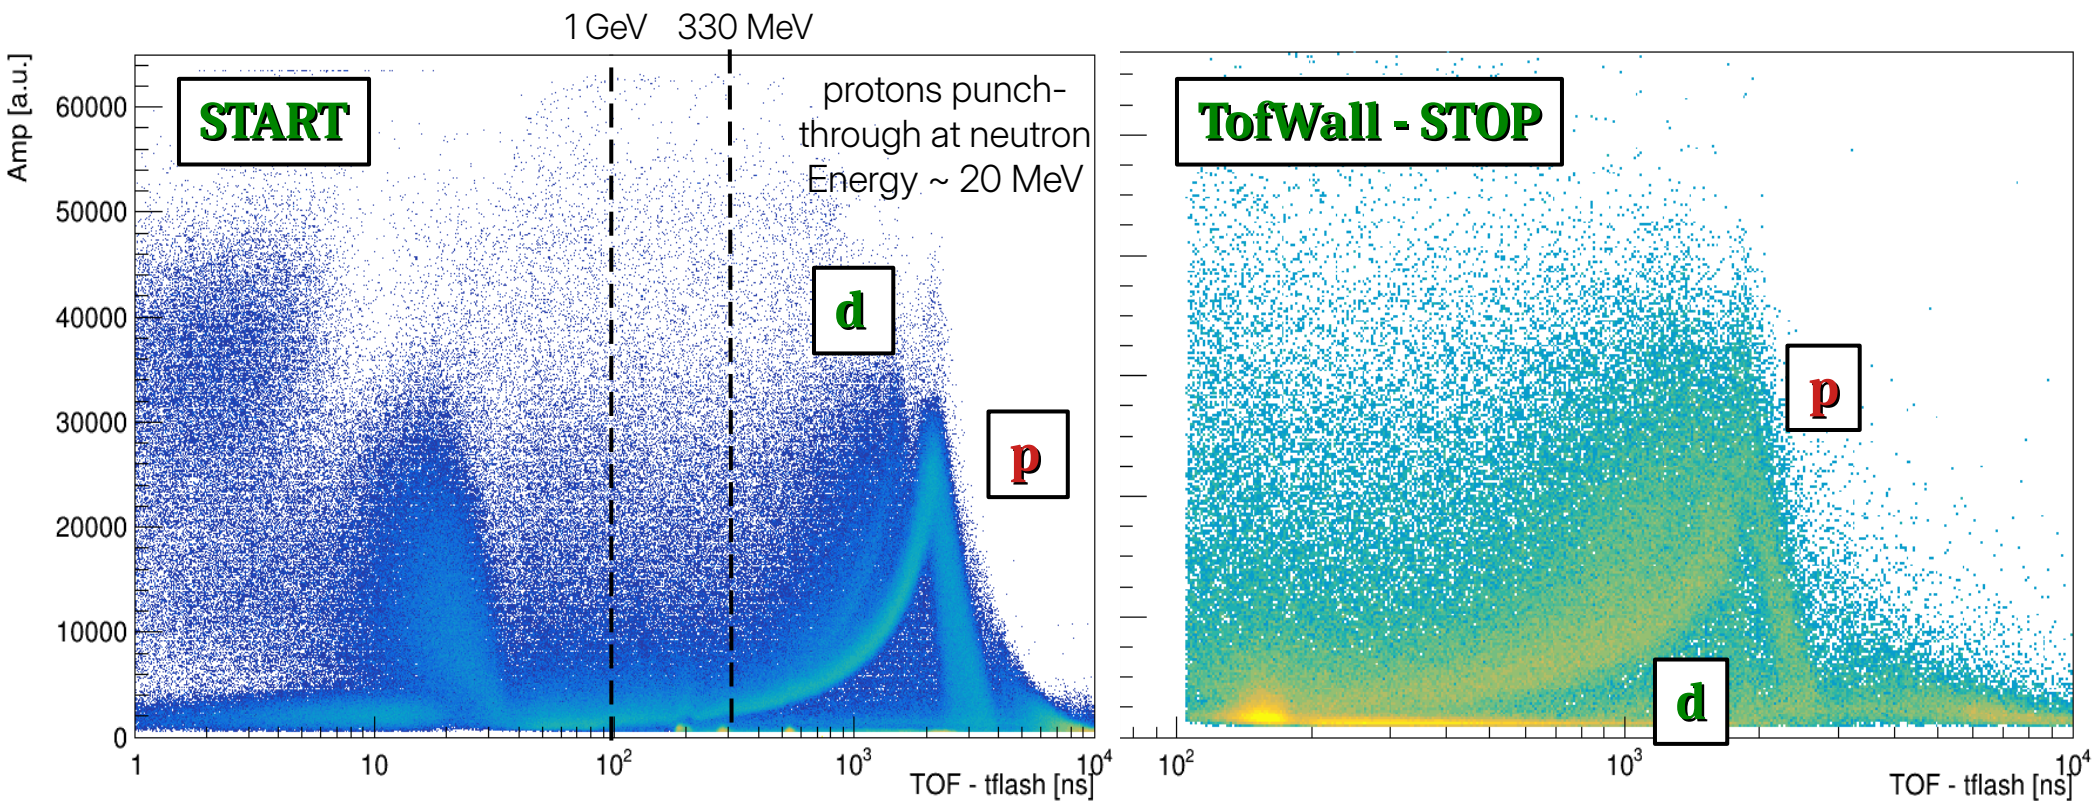 1 GeV 330 MeV
Amp [a.u.]
START
protons punch-
through at neutron
Energy ~ 20 MeV
d
p
60000
50000
40000
30000
20000
10000
0
1 10 10² 10³ 10⁴
TOF - tflash [ns]
TofWall - STOP
p
d
10² 10³ 10⁴
TOF - tflash [ns]